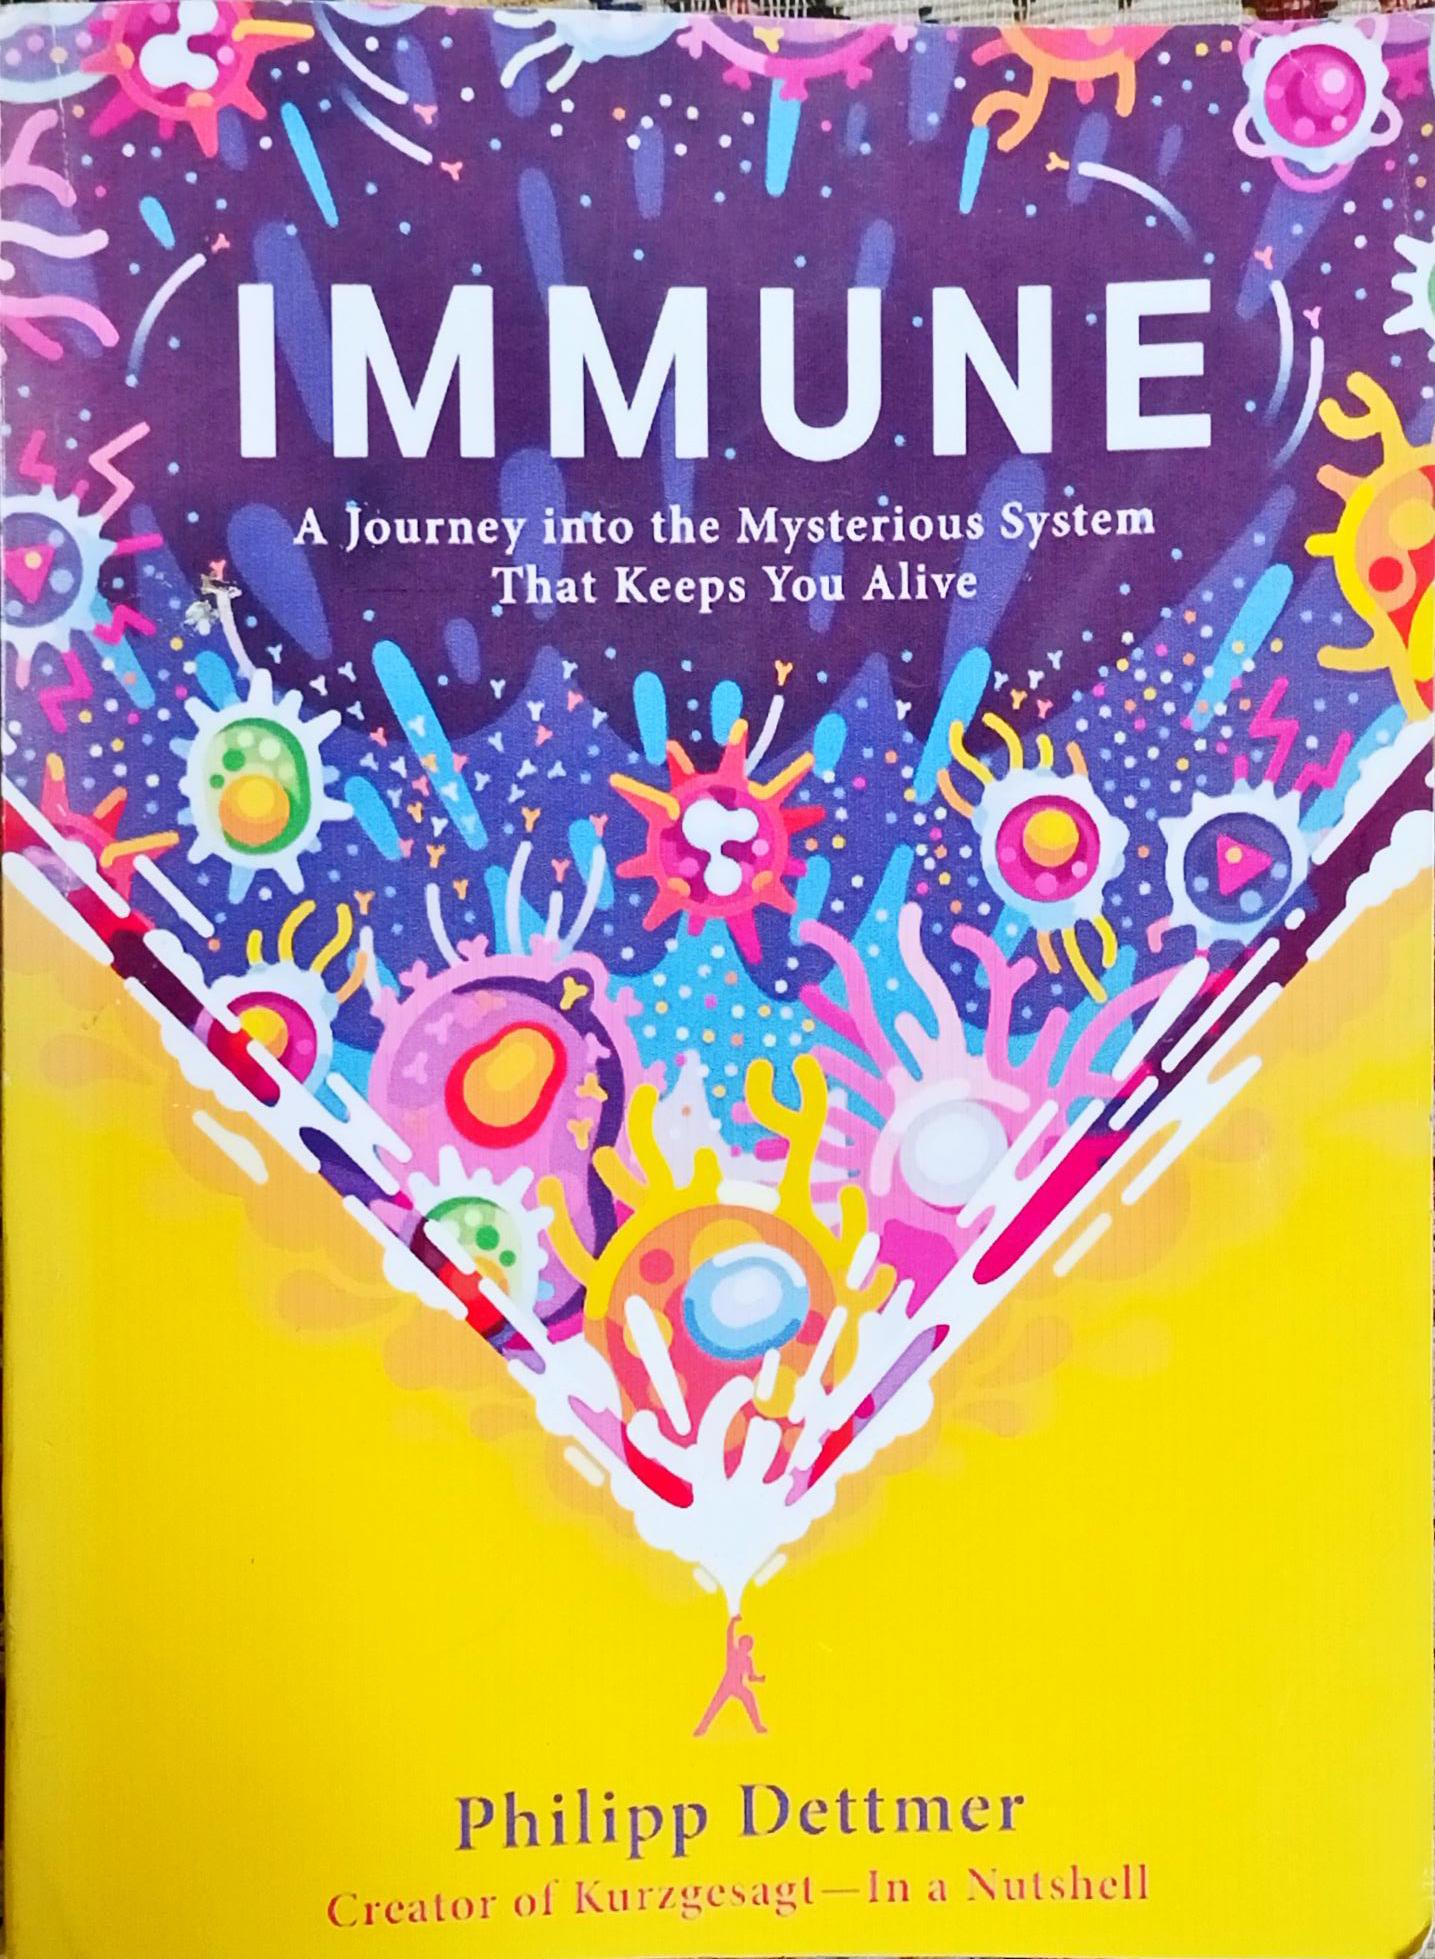 IMMUNE
A Journey into the Mysterious System
That Keeps You Alive
Philipp Dettmer
Creator of Kurzgesagt—In a Nutshell